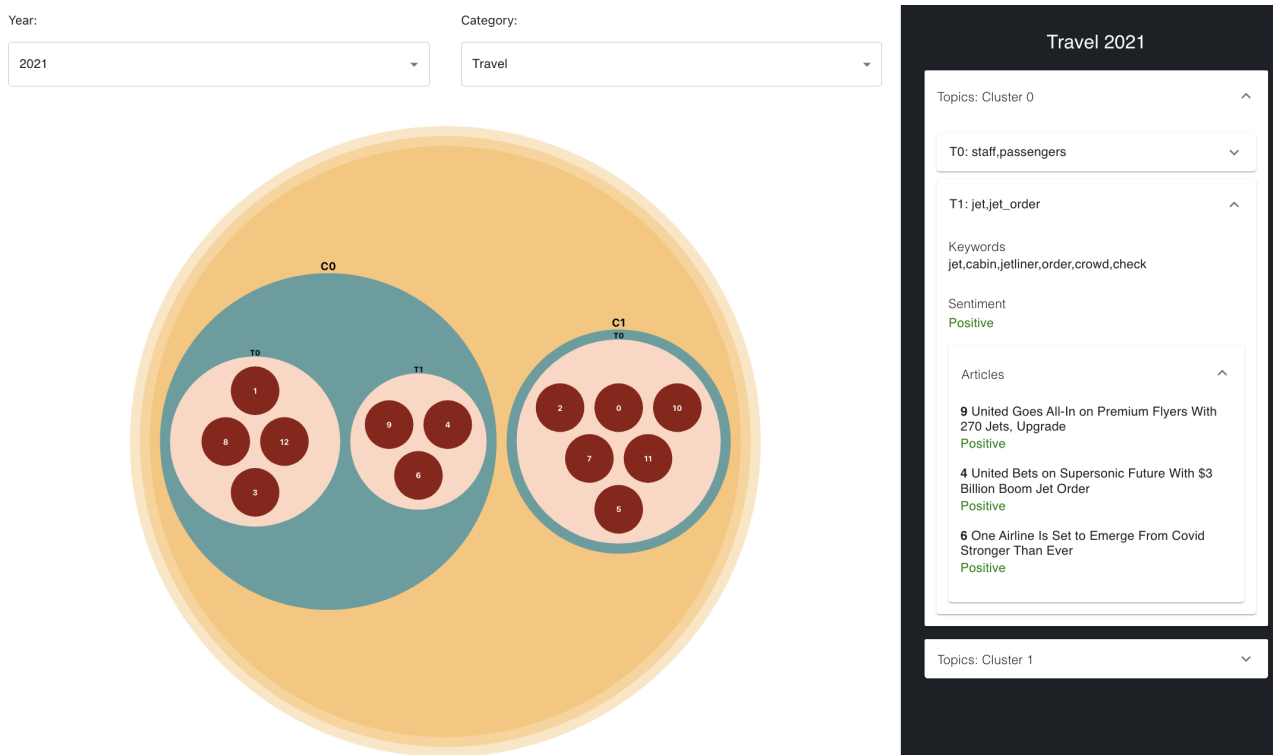 Year:
Category:
2021
Travel
C0
T0
1
8
12
3
T1
9
4
6
C1
T0
2
0
10
7
11
5
Travel 2021
Topics: Cluster 0
T0: staff,passengers
T1: jet,jet_order
Keywords
jet,cabin,jetliner,order,crowd,check
Sentiment
Positive
Articles
9 United Goes All-In on Premium Flyers With
270 Jets, Upgrade
Positive
4 United Bets on Supersonic Future With $3
Billion Boom Jet Order
Positive
6 One Airline Is Set to Emerge From Covid
Stronger Than Ever
Positive
Topics: Cluster 1